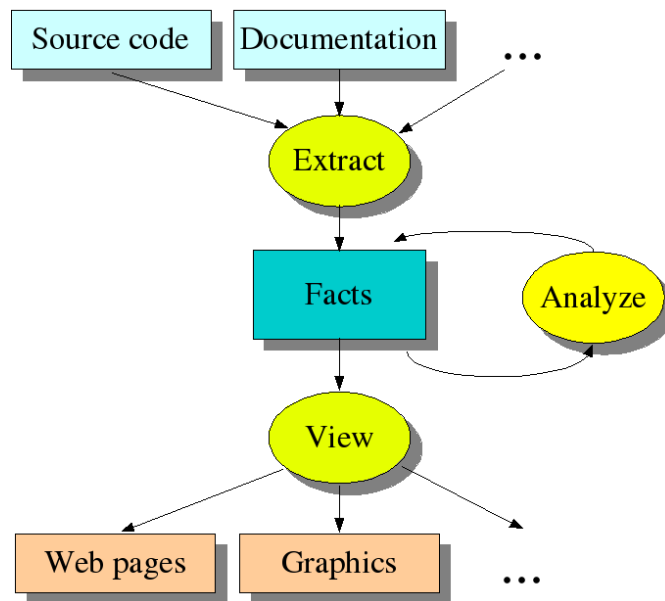 Source code
Documentation
...
Extract
Facts
Analyze
View
Web pages
Graphics
...